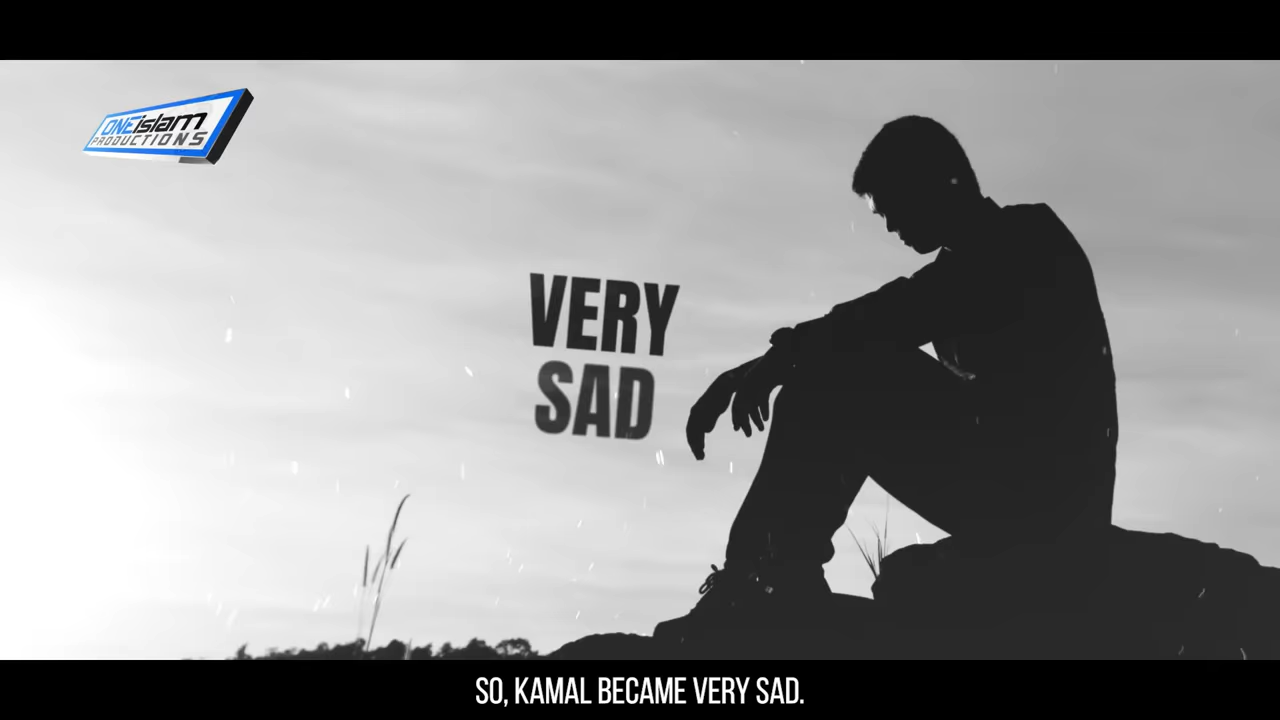 ONEislam
PRODUCTIONS
VERY
SAD
SO, KAMAL BECAME VERY SAD.